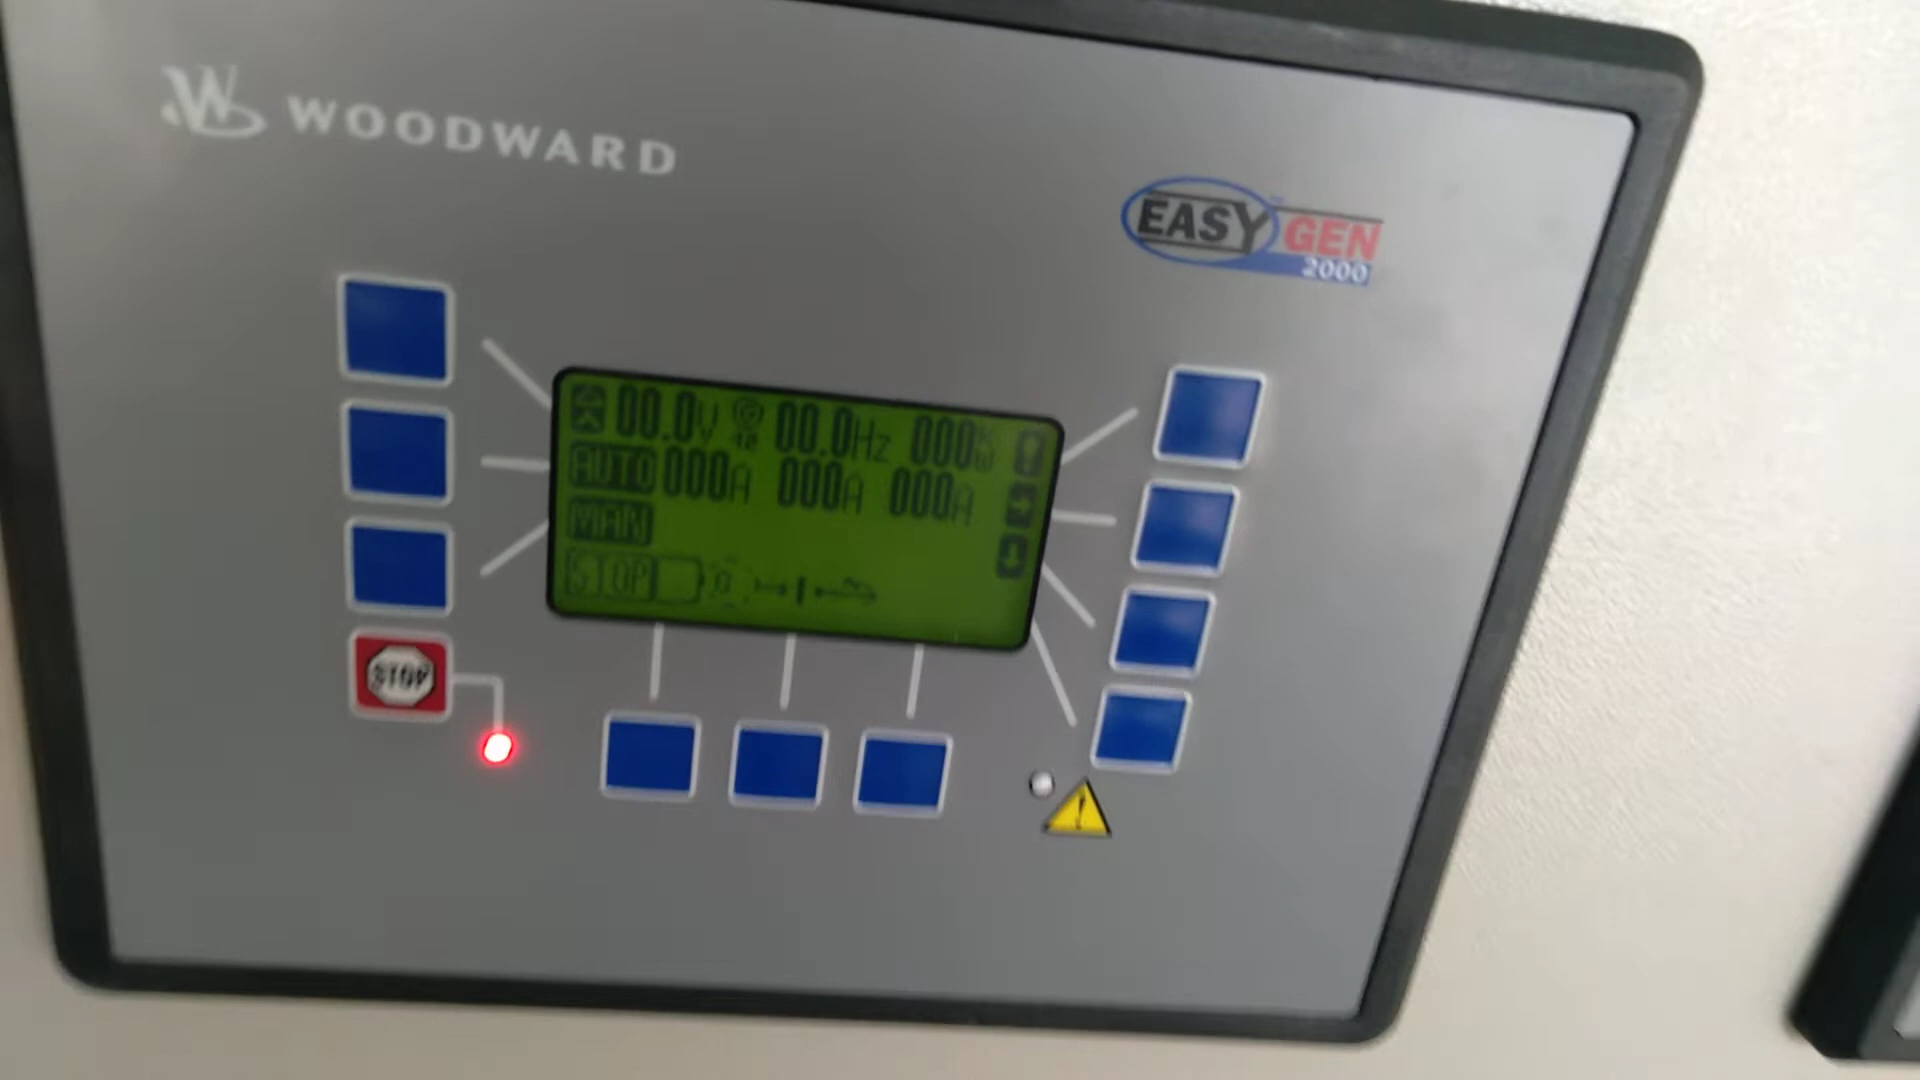 WOODWARD
EASY GEN
2000
00.0V 00.0Hz 000kW
AUTO 000A 000A 000A
MAN
STOP
STOP